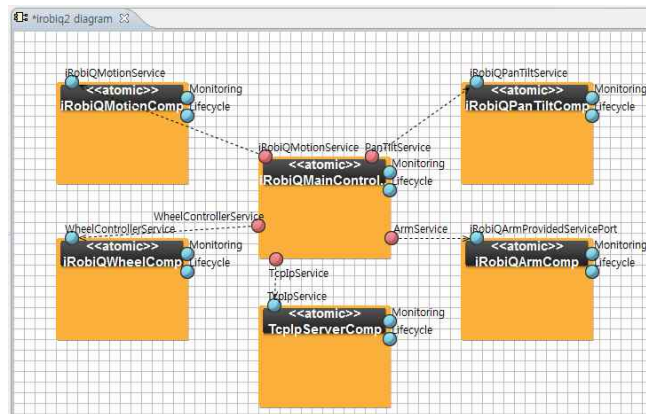 *irobiq2 diagram
iRobiQMotionService
<<atomic>>
iRobiQMotionComp
Monitoring
Lifecycle
iRobiQPanTiltService
<<atomic>>
iRobiQPanTiltComp
Monitoring
Lifecycle
iRobiQMotionService
PanTiltService
<<atomic>>
iRobiQMainControl.
Monitoring
Lifecycle
WheelControllerService
ArmService
TcpIpService
WheelControllerService
<<atomic>>
iRobiQWheelComp
Monitoring
Lifecycle
iRobiQArmProvidedServicePort
<<atomic>>
iRobiQArmComp
Monitoring
Lifecycle
TcpIpService
<<atomic>>
TcpIpServerComp
Monitoring
Lifecycle